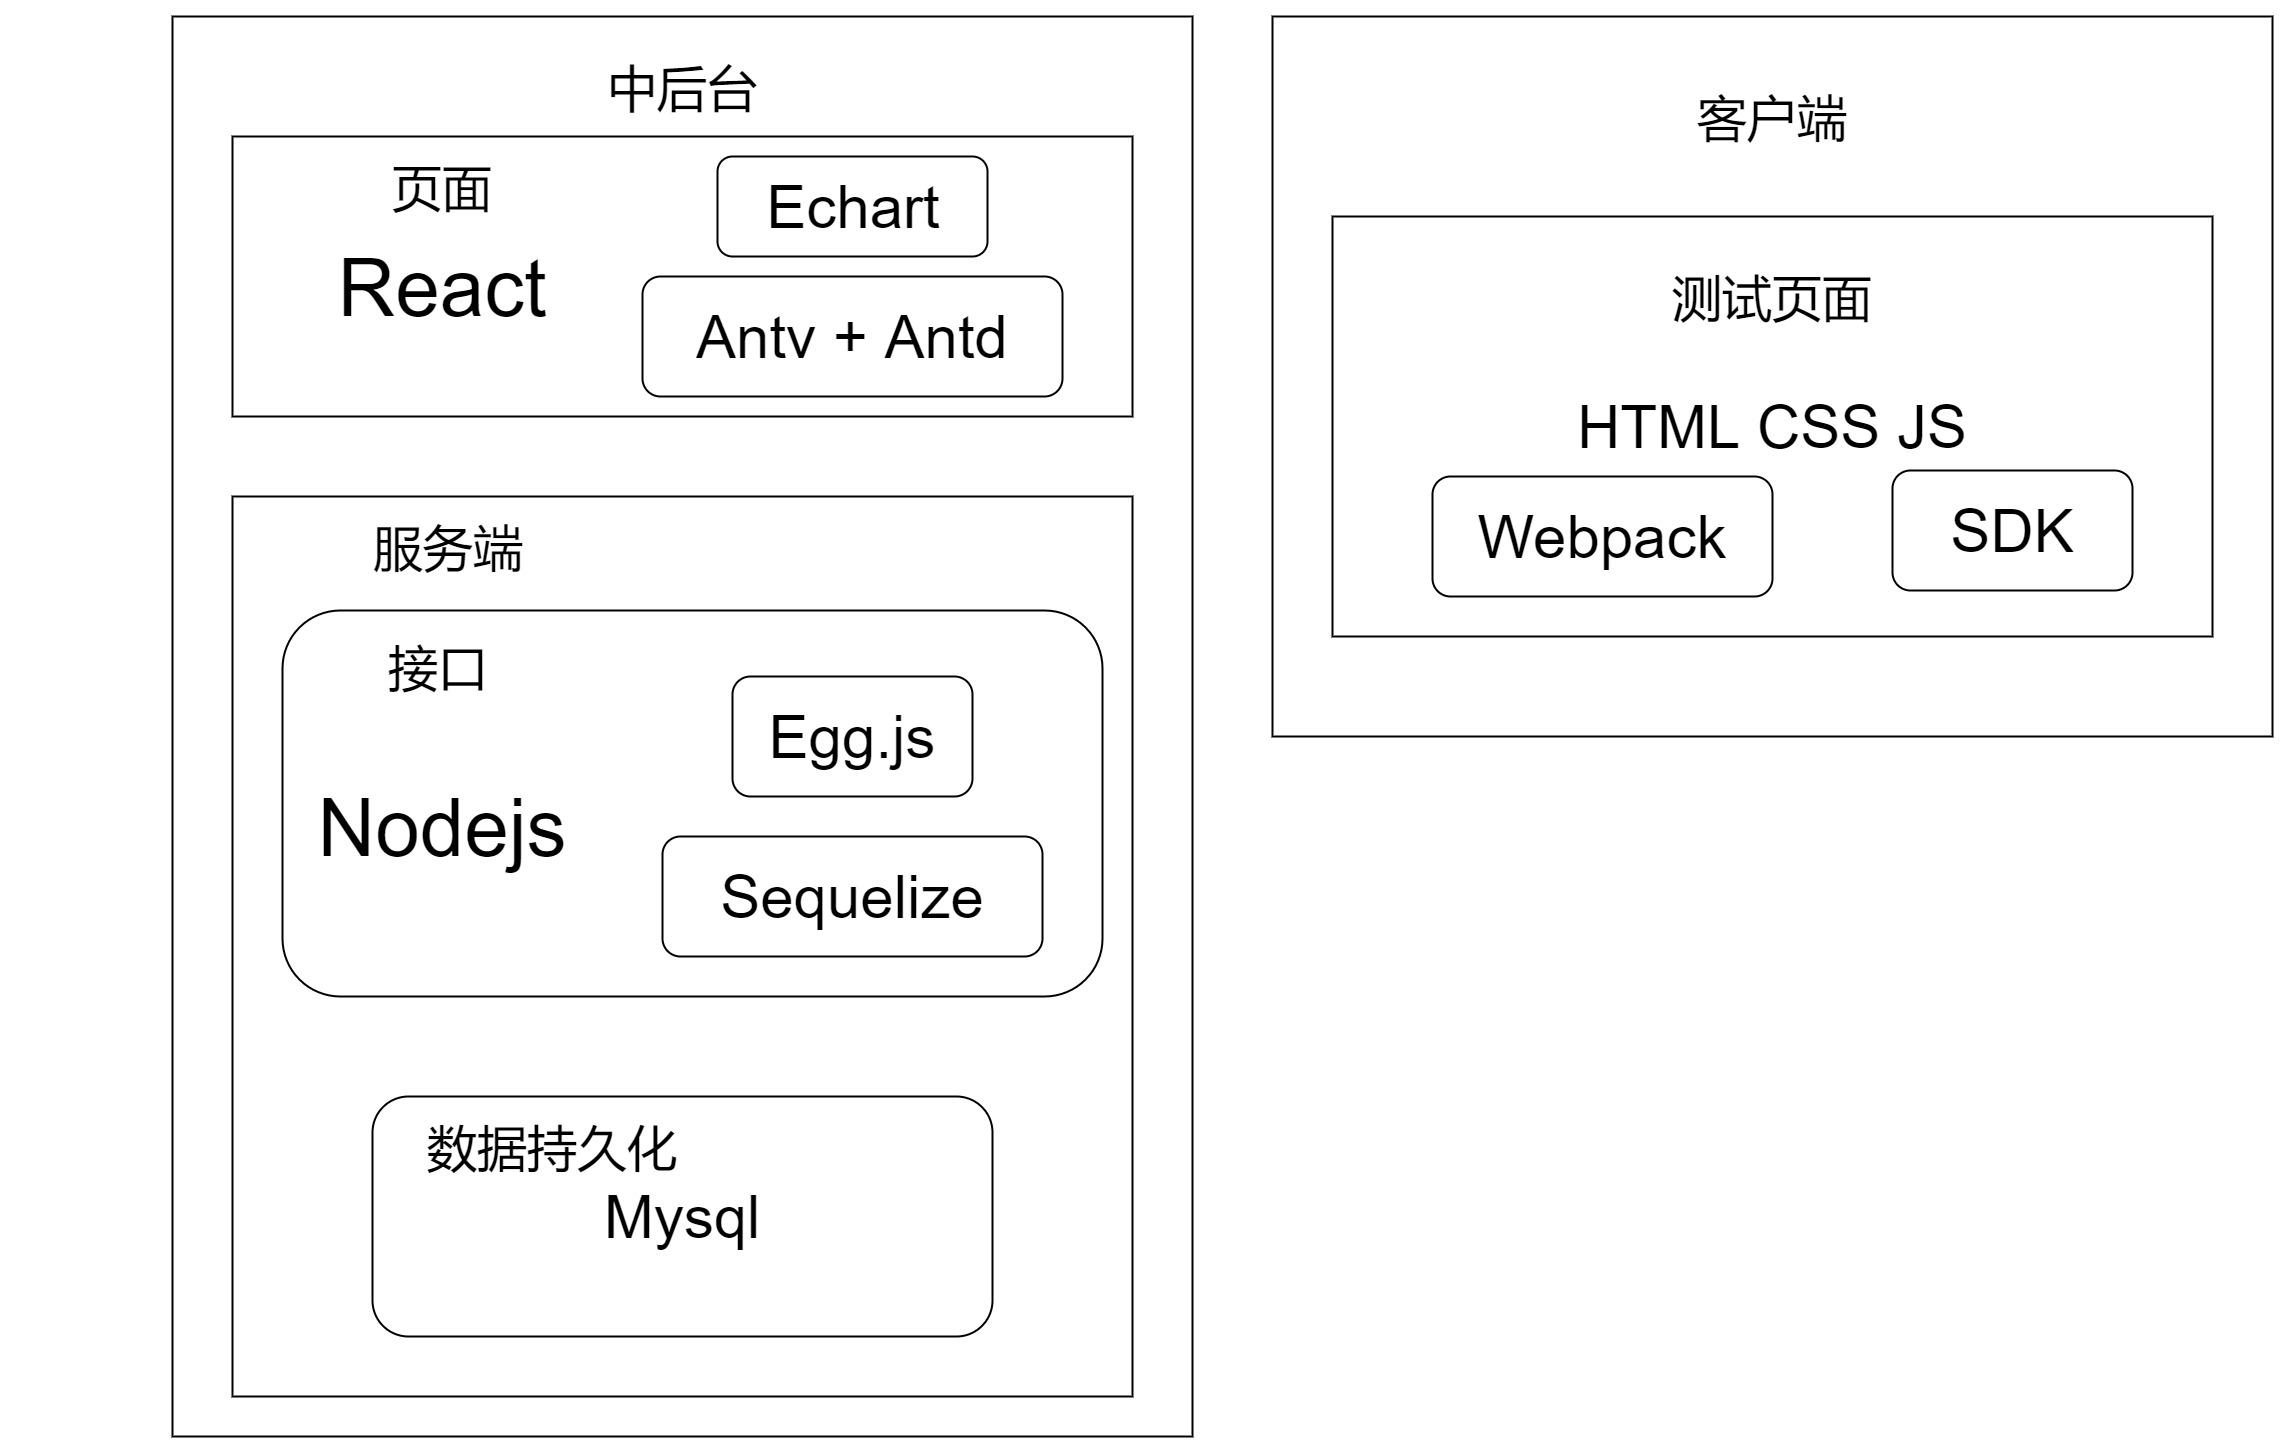 中后台
页面
React
Echart
Antv + Antd
服务端
接口
Nodejs
Egg.js
Sequelize
数据持久化
Mysql
客户端
测试页面
HTML CSS JS
Webpack
SDK